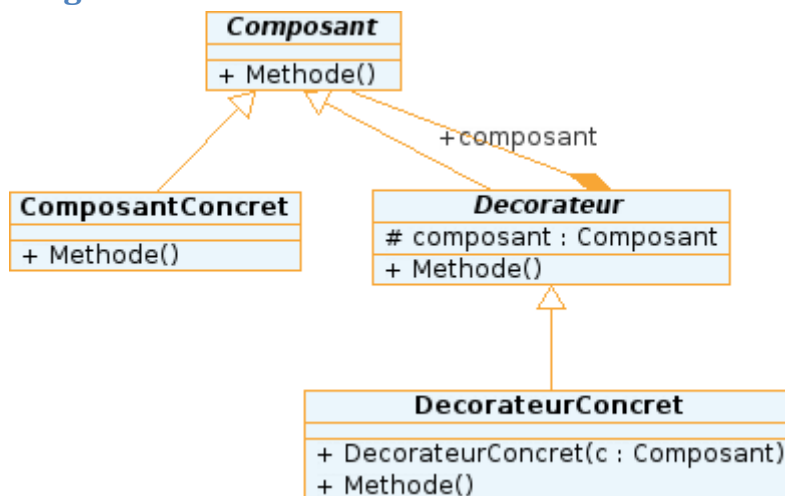 Composant
+ Methode()
+composant
ComposantConcret
+ Methode()
Decorateur
# composant : Composant
+ Methode()
DecorateurConcret
+ DecorateurConcret(c : Composant)
+ Methode()